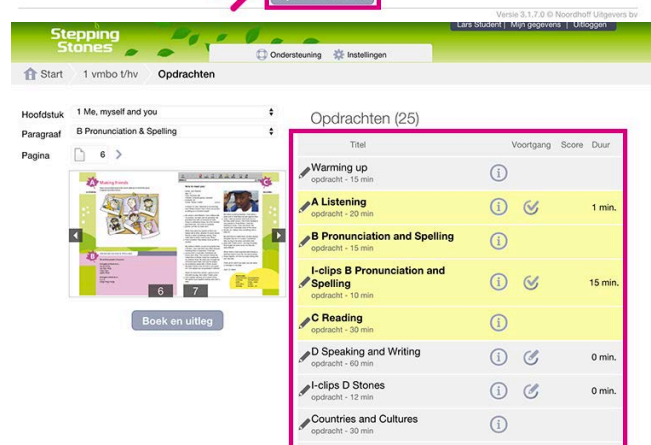 Versie 3.1.7.0 © Noordhoff Uitgevers bv
Lars Student | Mijn gegevens | Uitloggen
Stepping
Stones
Ondersteuning
Instellingen
Start
1 vmbo t/hv
Opdrachten
Hoofdstuk
1 Me, myself and you
Paragraaf
B Pronunciation & Spelling
Pagina
6
A
Making friends
C
B
6
7
Boek en uitleg
Opdrachten (25)
Titel
Voortgang
Score
Duur
Warming up
opdracht - 15 min
A Listening
opdracht - 20 min
1 min.
B Pronunciation and Spelling
opdracht - 15 min
I-clips B Pronunciation and
Spelling
opdracht - 10 min
15 min.
C Reading
opdracht - 30 min
D Speaking and Writing
opdracht - 60 min
0 min.
I-clips D Stones
opdracht - 12 min
0 min.
Countries and Cultures
opdracht - 30 min